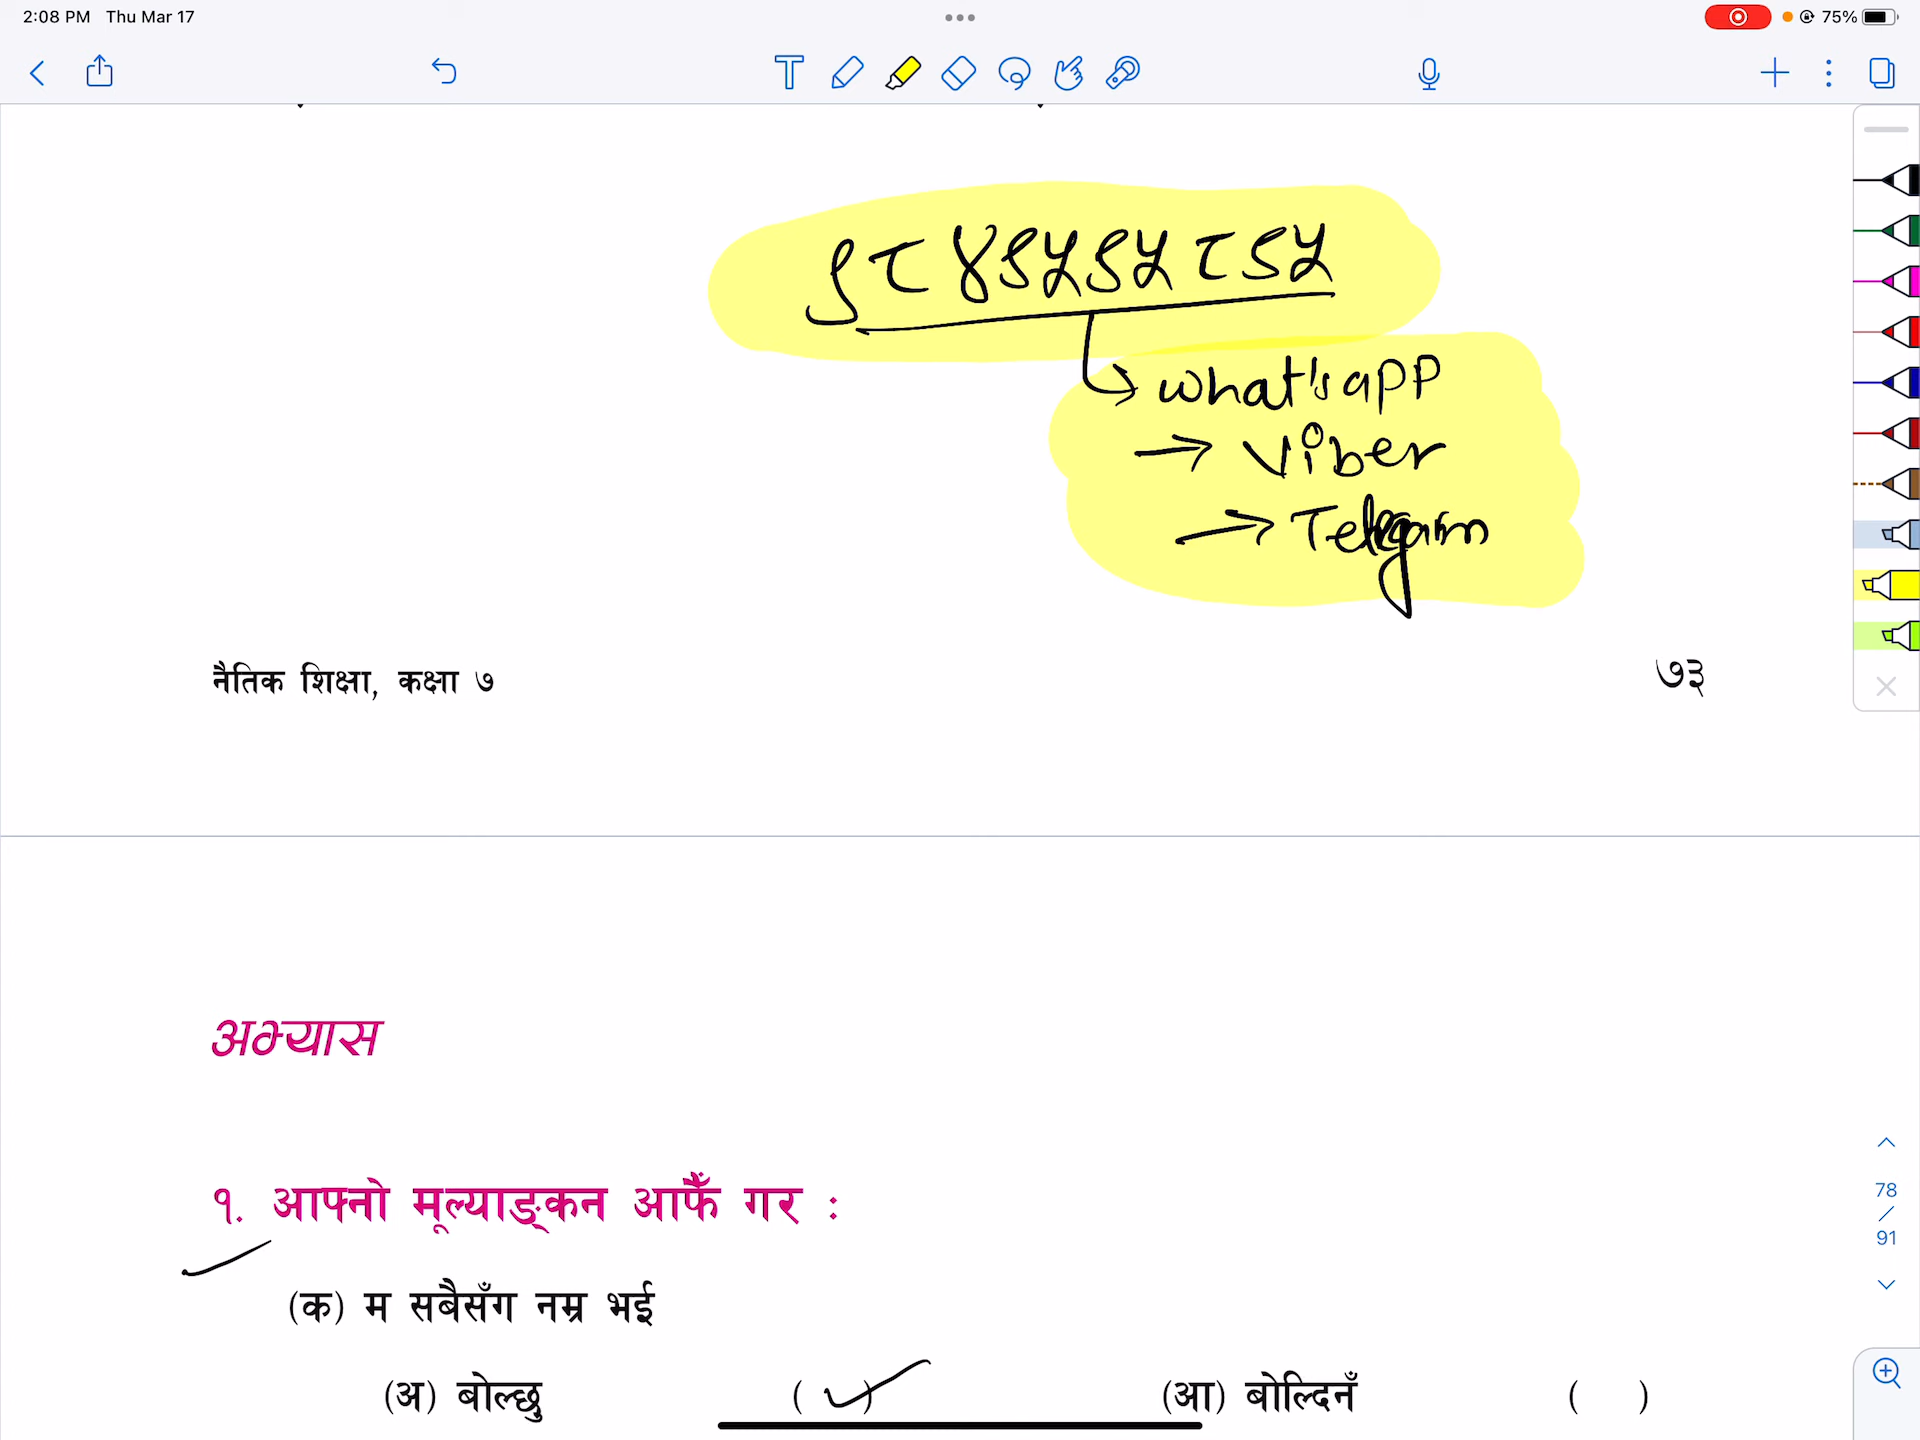 2:08 PM Thu Mar 17
75%
what's app
→ Viber
→ Telegram
नैतिक शिक्षा, कक्षा ७
७३
अभ्यास
१. आफ्नो मूल्याङ्कन आफैँ गर :
(क) म सबैसँग नम्र भई
(अ) बोल्छु ( ✓ ) (आ) बोल्दिनँ ( )
78
/
91